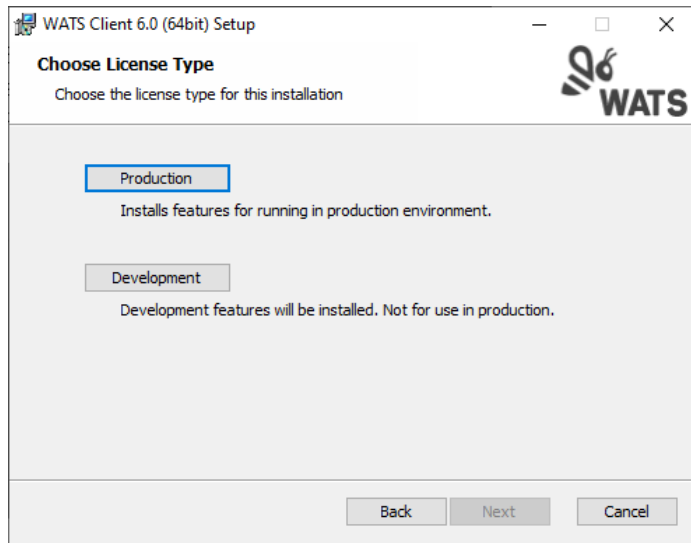 WATS Client 6.0 (64bit) Setup
Choose License Type
Choose the license type for this installation
WATS
Production
Installs features for running in production environment.
Development
Development features will be installed. Not for use in production.
Back Next Cancel